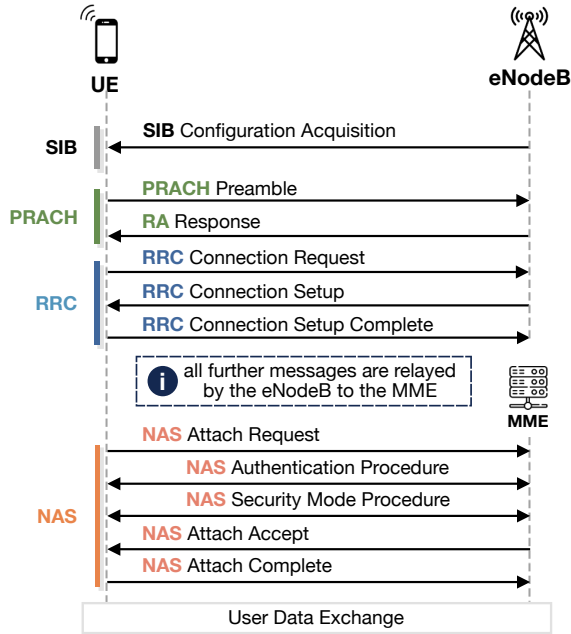 UE
eNodeB
SIB
SIB Configuration Acquisition
PRACH
PRACH Preamble
RA Response
RRC
RRC Connection Request
RRC Connection Setup
RRC Connection Setup Complete
i
all further messages are relayed
by the eNodeB to the MME
MME
NAS
NAS Attach Request
NAS Authentication Procedure
NAS Security Mode Procedure
NAS Attach Accept
NAS Attach Complete
User Data Exchange